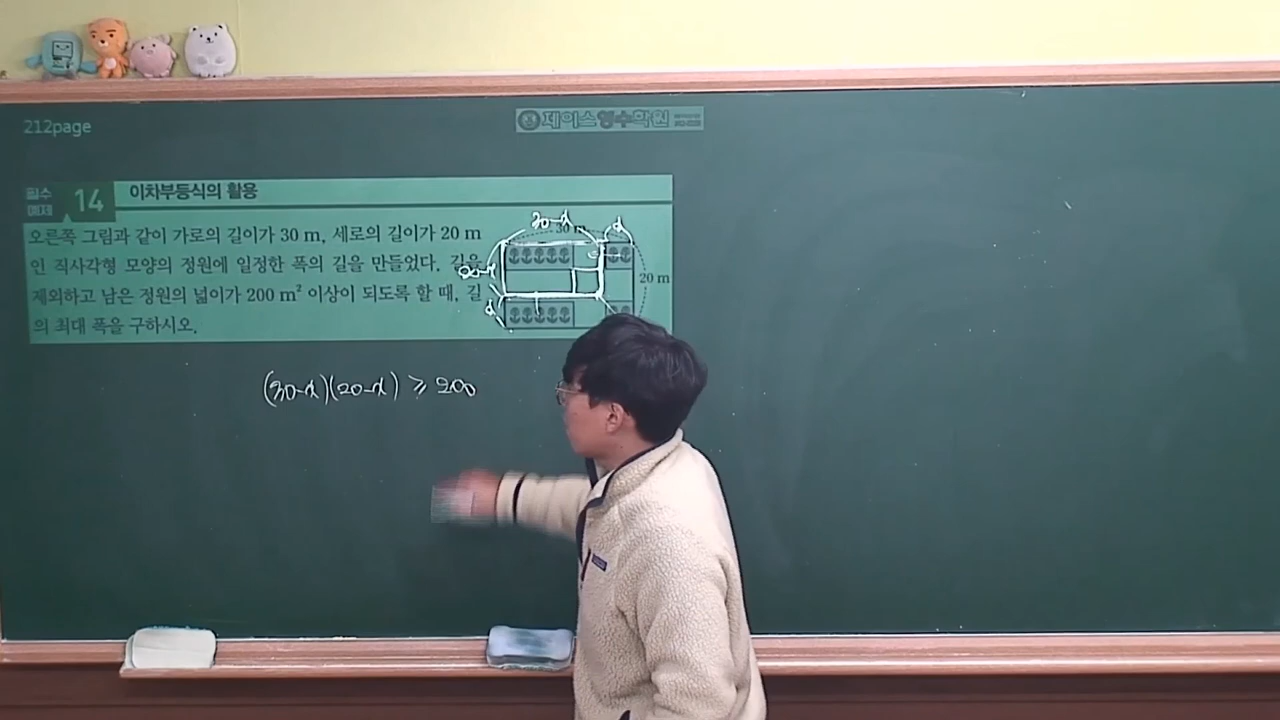 212page
제이스영수학원
필수 예제 14 이차부등식의 활용
오른쪽 그림과 같이 가로의 길이가 30 m, 세로의 길이가 20 m
인 직사각형 모양의 정원에 일정한 폭의 길을 만들었다. 길을
제외하고 남은 정원의 넓이가 200 m² 이상이 되도록 할 때, 길
의 최대 폭을 구하시오.
30-x
x
30 m
20-x
20 m
x
(30-x)(20-x) ≥ 200